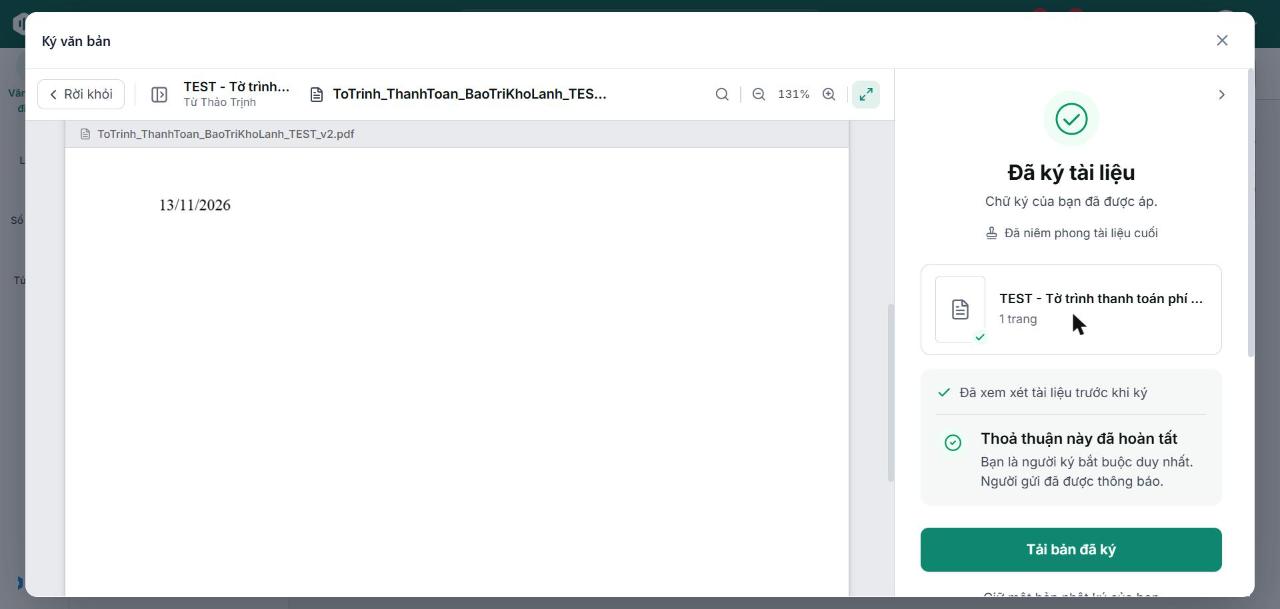 Ký văn bản
Rời khỏi
TEST - Tờ trình...
Từ Thảo Trịnh
ToTrinh_ThanhToan_BaoTriKhoLanh_TES...
131%
ToTrinh_ThanhToan_BaoTriKhoLanh_TEST_v2.pdf
13/11/2026
Đã ký tài liệu
Chữ ký của bạn đã được áp.
Đã niêm phong tài liệu cuối
TEST - Tờ trình thanh toán phí ...
1 trang
Đã xem xét tài liệu trước khi ký
Thoả thuận này đã hoàn tất
Bạn là người ký bắt buộc duy nhất.
Người gửi đã được thông báo.
Tải bản đã ký